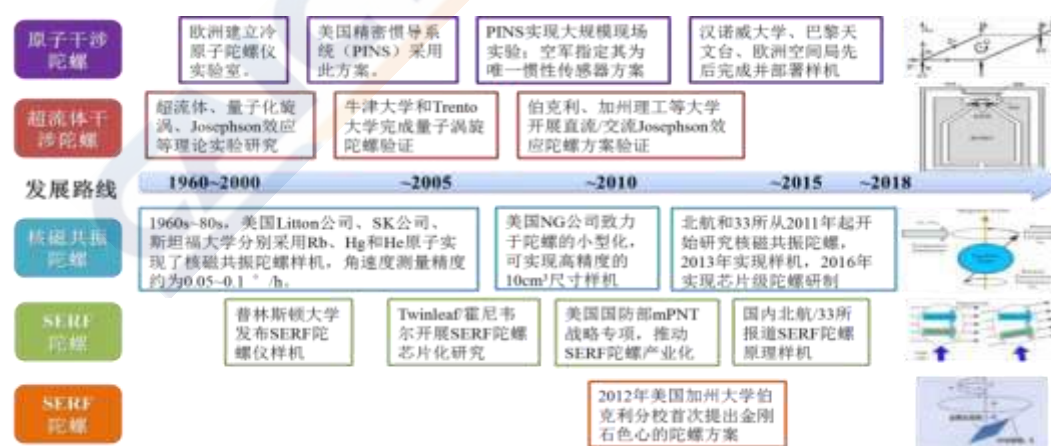 原子干涉
陀螺
欧洲建立冷
原子陀螺仪
实验室。
美国精密惯导系
统（PINS）采用
此方案。
PINS实现大规模现场
实验；空军指定其为
唯一惯性传感器方案
汉诺威大学、巴黎天
文台、欧洲空间局先
后完成并部署样机
超流体干
涉陀螺
超流体、量子化旋
涡、Josephson效应
等理论实验研究
牛津大学和Trento
大学完成量子涡旋
陀螺验证
伯克利、加州理工等大学
开展直流/交流Josephson效
应陀螺方案验证
发展路线
1960~2000
~2005
~2010
~2015
~2018
核磁共振
陀螺
1960s~80s，美国Litton公司、SK公司、
斯坦福大学分别采用Rb、Hg和He原子实
现了核磁共振陀螺样机，角速度测量精度
约为0.05~0.1 °/h。
美国NG公司致力
于陀螺的小型化，
可实现高精度的
10cm³尺寸样机
北航和33所从2011年起开
始研究核磁共振陀螺，
2013年实现样机，2016年
实现芯片级陀螺研制
SERF
陀螺
普林斯顿大学
发布SERF陀
螺仪样机
Twinleaf/霍尼韦
尔开展SERF陀螺
芯片化研究
美国国防部mPNT
战略专项，推动
SERF陀螺产业化
国内北航/33所
报道SERF陀螺
原理样机
SERF
陀螺
2012年美国加州大学伯
克利分校首次提出金刚
石色心的陀螺方案